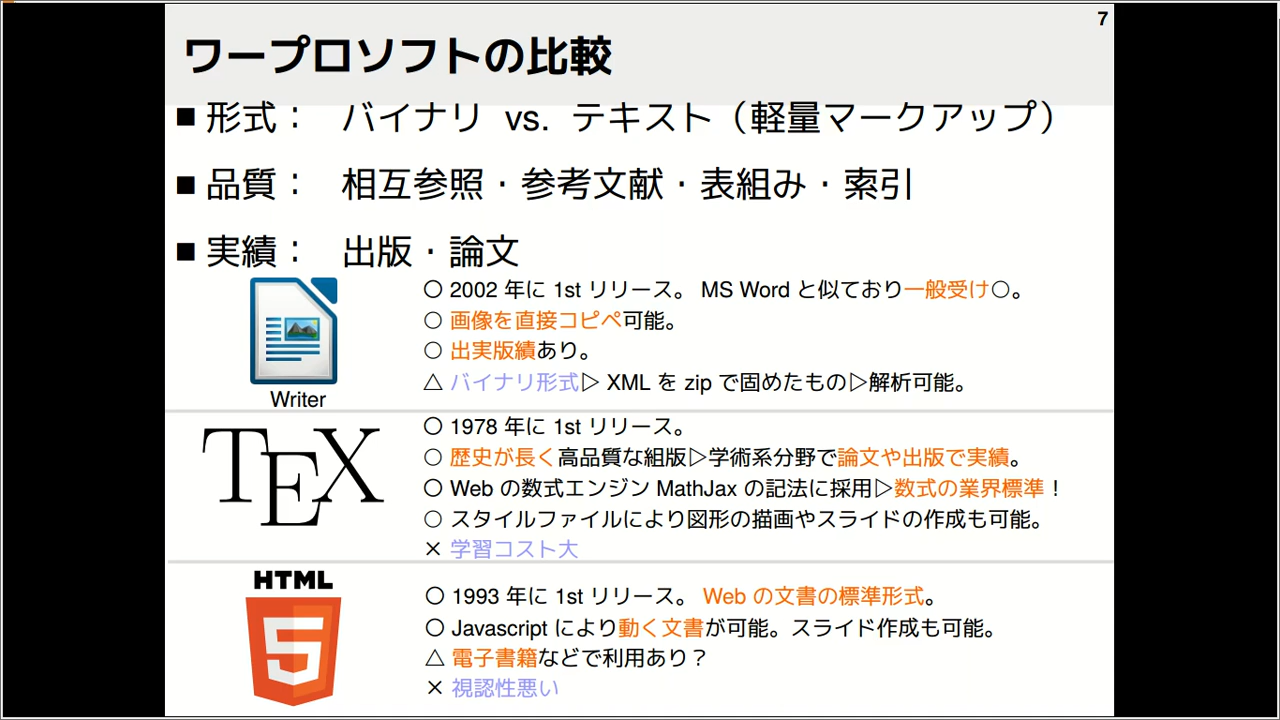 7
ワープロソフトの比較
■ 形式： バイナリ vs. テキスト（軽量マークアップ）
■ 品質： 相互参照・参考文献・表組み・索引
■ 実績： 出版・論文
○ 2002 年に 1st リリース。 MS Word と似ており一般受け○。
○ 画像を直接コピペ可能。
○ 出実版績あり。
△ バイナリ形式▷ XML を zip で固めたもの▷解析可能。
Writer
TEX
○ 1978 年に 1st リリース。
○ 歴史が長く高品質な組版▷学術系分野で論文や出版で実績。
○ Web の数式エンジン MathJax の記法に採用▷数式の業界標準！
○ スタイルファイルにより図形の描画やスライドの作成も可能。
× 学習コスト大
HTML
5
○ 1993 年に 1st リリース。 Web の文書の標準形式。
○ Javascript により動く文書が可能。スライド作成も可能。
△ 電子書籍などで利用あり？
× 視認性悪い